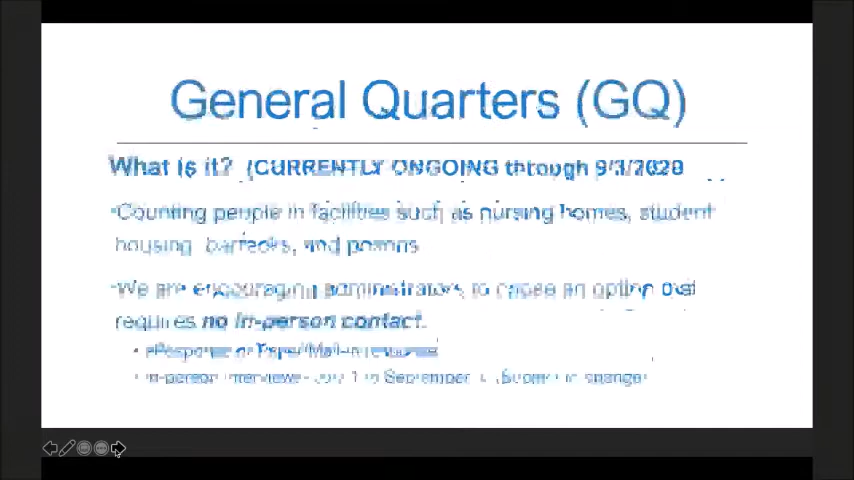 General Quarters (GQ)
What is it? (CURRENTLY ONGOING through 9/3/2020
•Counting people in facilities such as nursing homes, student
housing, barracks, and prisons
•We are encouraging administrators to choose an option that
requires no in-person contact.
• eResponse or Paper/Mail-in response
• In-person interviews - July 1 to September (Subject to change)